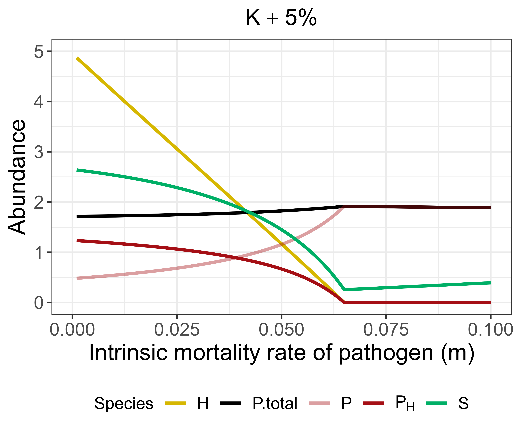 K + 5%
Abundance
5
4
3
2
1
0
0.000 0.025 0.050 0.075 0.100
Intrinsic mortality rate of pathogen (m)
Species H P.total P P_H S